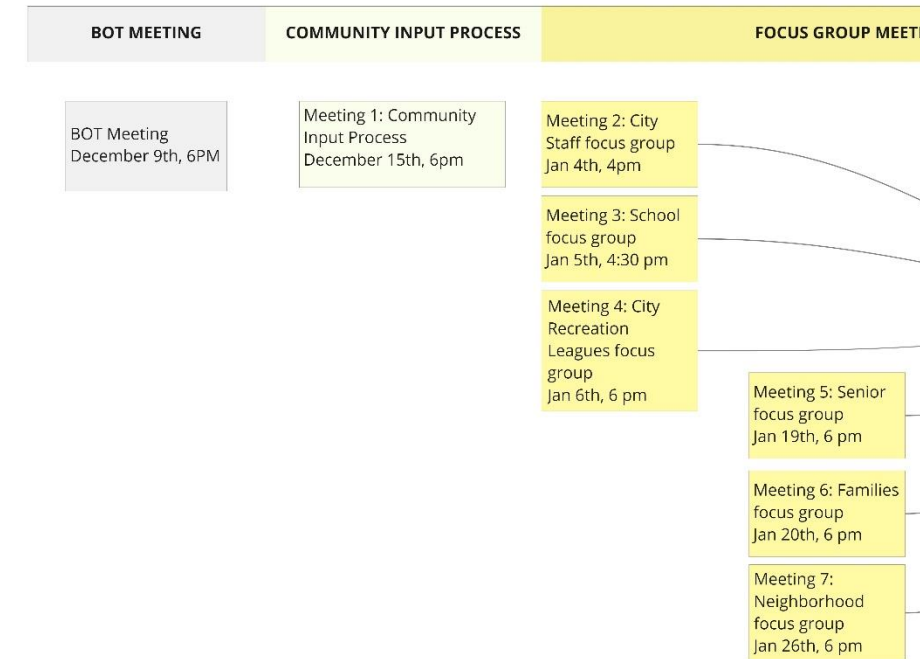 BOT MEETING
COMMUNITY INPUT PROCESS
FOCUS GROUP
BOT Meeting
December 9th, 6PM
Meeting 1: Community
Input Process
December 15th, 6pm
Meeting 2: City
Staff focus group
Jan 4th, 4pm
Meeting 3: School
focus group
Jan 5th, 4:30 pm
Meeting 4: City
Recreation
Leagues focus
group
Jan 6th, 6 pm
Meeting 5: Senior
focus group
Jan 19th, 6 pm
Meeting 6: Families
focus group
Jan 20th, 6 pm
Meeting 7:
Neighborhood
focus group
Jan 26th, 6 pm